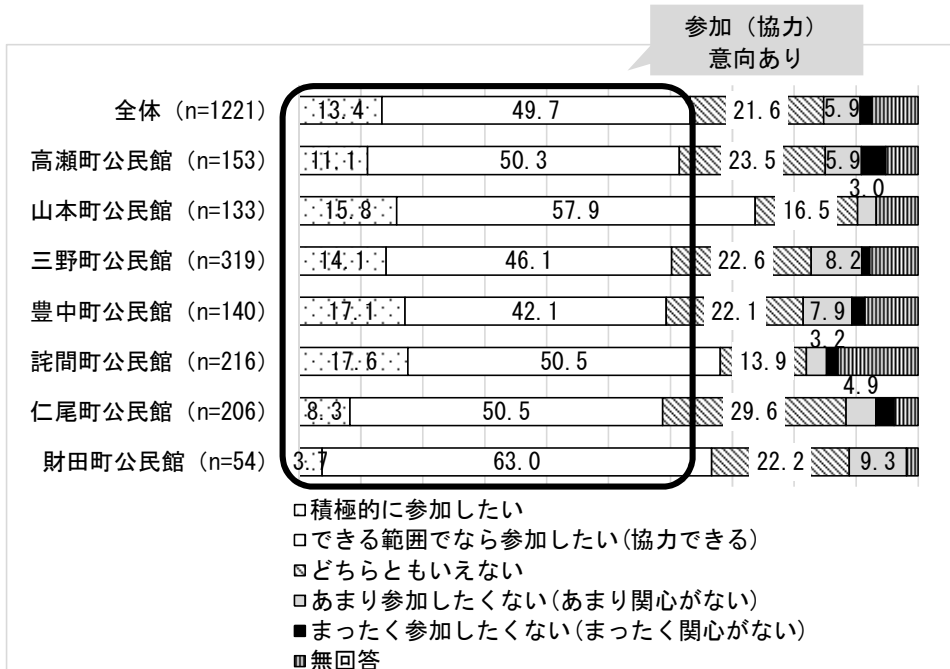 参加（協力）
意向あり
全体（n=1221） 13.4 49.7 21.6 5.9
高瀬町公民館（n=153） 11.1 50.3 23.5 5.9
山本町公民館（n=133） 15.8 57.9 16.5 3.0
三野町公民館（n=319） 14.1 46.1 22.6 8.2
豊中町公民館（n=140） 17.1 42.1 22.1 7.9
詫間町公民館（n=216） 17.6 50.5 13.9 3.2
仁尾町公民館（n=206） 8.3 50.5 29.6 4.9
財田町公民館（n=54） 3.7 63.0 22.2 9.3
積極的に参加したい
できる範囲でなら参加したい(協力できる)
どちらともいえない
あまり参加したくない(あまり関心がない)
まったく参加したくない(まったく関心がない)
無回答